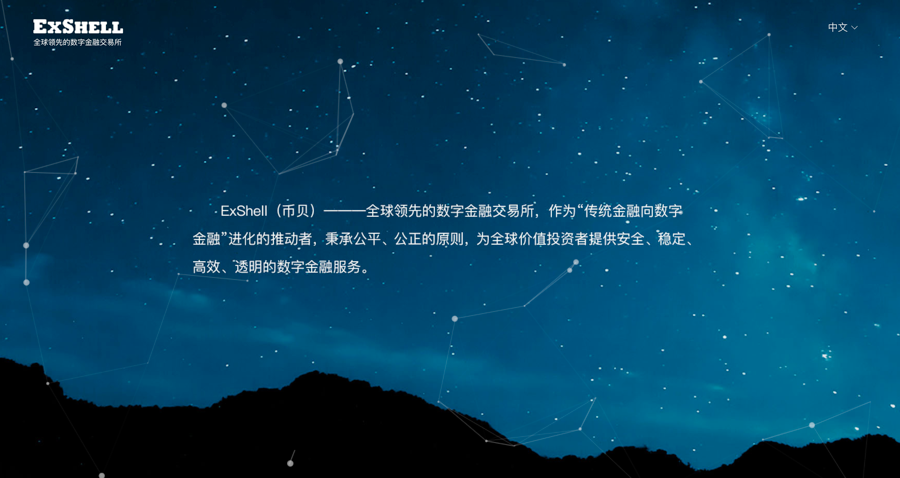 EXSHELL
全球领先的数字金融交易所
中文
ExShell（币贝）———全球领先的数字金融交易所，作为“传统金融向数字
金融”进化的推动者，秉承公平、公正的原则，为全球价值投资者提供安全、稳定、
高效、透明的数字金融服务。